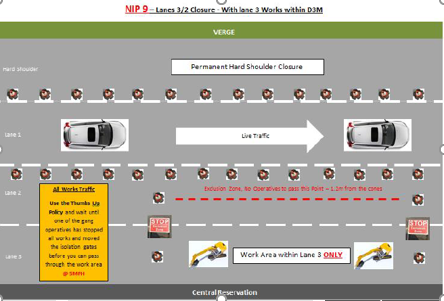 NIP 9 – Lanes 3/2 Closure - With lane 3 Works within D3M
VERGE
Hard shoulder
Permanent Hard Shoulder Closure
Lane 1
Live Traffic
Lane 2
Exclusion Zone, No Operatives to pass this Point – 1.2m from the cones
All Works Traffic
Use the Thumbs Up
Policy and wait until
one of the gang
operatives has stopped
all works and moved
the isolation gates
before you can pass
through the work area
@ 5MPH
STOP
STOP
Lane 3
Work Area within Lane 3 ONLY
Central Reservation